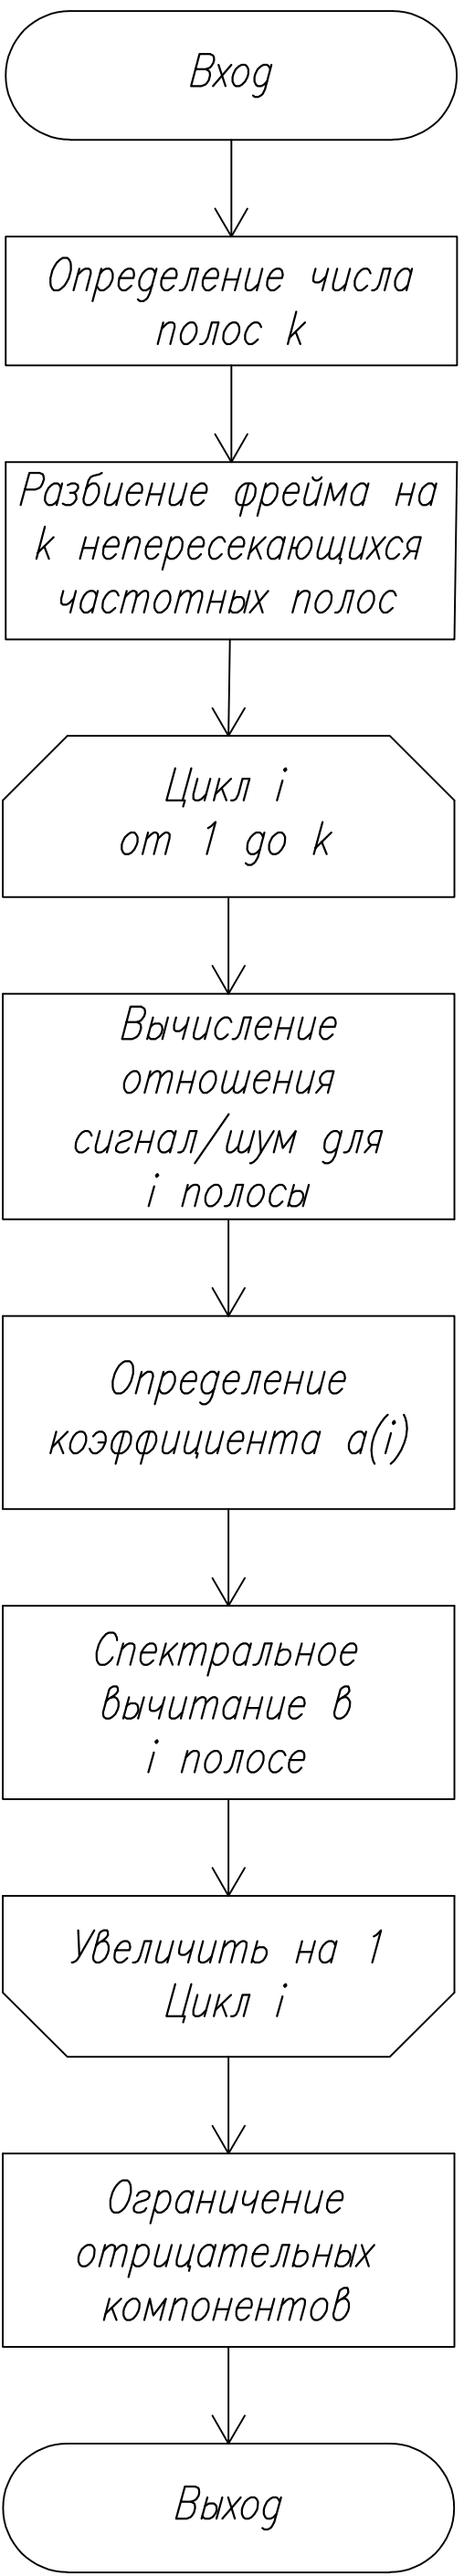 Вход
Определение числа
полос k
Разбиение фрейма на
k непересекающихся
частотных полос
Цикл i
от 1 до k
Вычисление
отношения
сигнал/шум для
i полосы
Определение
коэффициента a(i)
Спектральное
вычитание в
i полосе
Увеличить на 1
Цикл i
Ограничение
отрицательных
компонентов
Выход